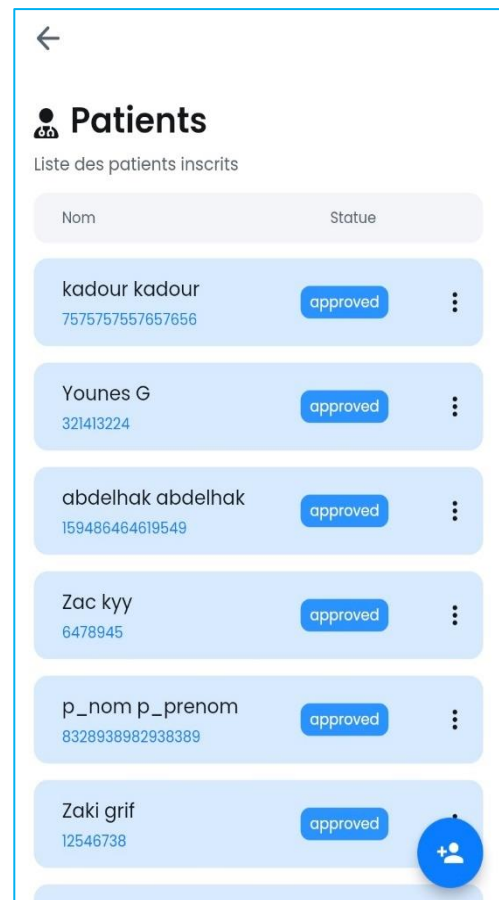 Patients
Liste des patients inscrits
Nom Statue
kadour kadour
7575757557657656
approved
Younes G
321413224
approved
abdelhak abdelhak
159486464619549
approved
Zac kyy
6478945
approved
p_nom p_prenom
8328938982938389
approved
Zaki grif
12546738
approved